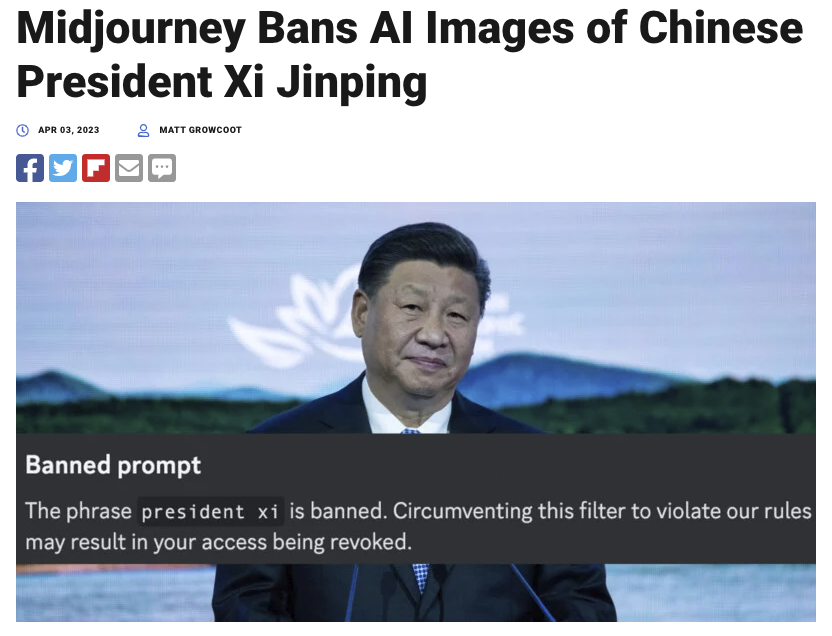 Midjourney Bans AI Images of Chinese
President Xi Jinping
APR 03, 2023 MATT GROWCOOT
Banned prompt
The phrase president xi is banned. Circumventing this filter to violate our rules
may result in your access being revoked.